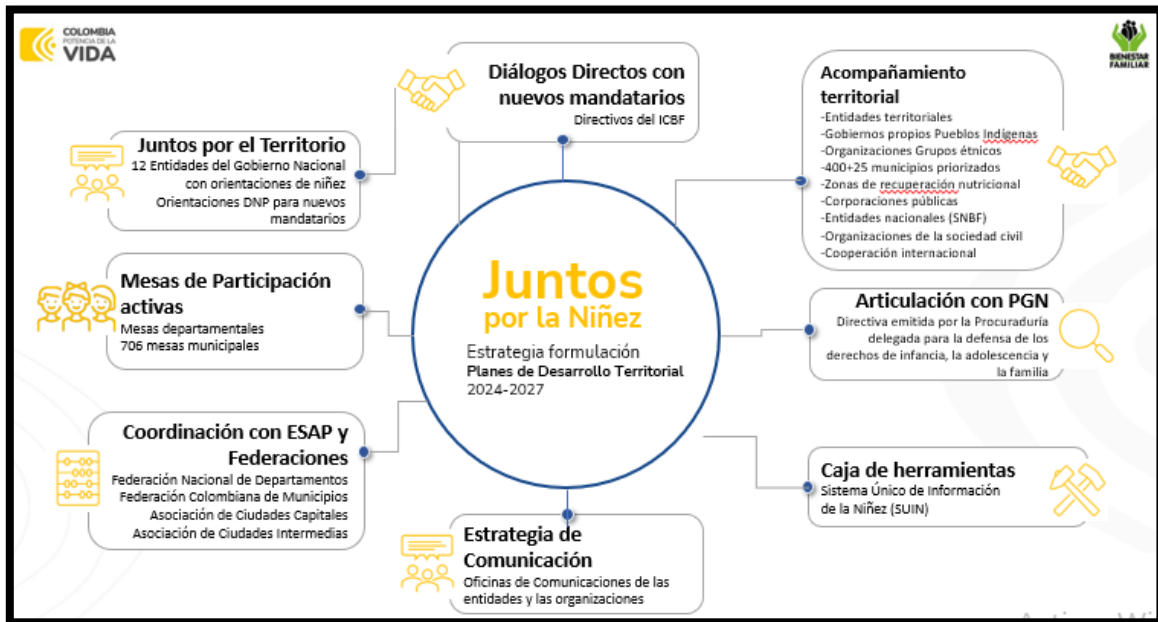 COLOMBIA
POTENCIA DE LA
VIDA
BIENESTAR
FAMILIAR
Diálogos Directos con
nuevos mandatarios
Directivos del ICBF
Juntos por el Territorio
12 Entidades del Gobierno Nacional
con orientaciones de niñez
Orientaciones DNP para nuevos
mandatarios
Mesas de Participación
activas
Mesas departamentales
706 mesas municipales
Coordinación con ESAP y
Federaciones
Federación Nacional de Departamentos
Federación Colombiana de Municipios
Asociación de Ciudades Capitales
Asociación de Ciudades Intermedias
Juntos
por la Niñez
Estrategia formulación
Planes de Desarrollo Territorial
2024-2027
Estrategia de
Comunicación
Oficinas de Comunicaciones de las
entidades y las organizaciones
Acompañamiento
territorial
-Entidades territoriales
-Gobiernos propios Pueblos Indígenas
-Organizaciones Grupos étnicos
-400+25 municipios priorizados
-Zonas de recuperación nutricional
-Corporaciones públicas
-Entidades nacionales (SNBF)
-Organizaciones de la sociedad civil
-Cooperación internacional
Articulación con PGN
Directiva emitida por la Procuraduría
delegada para la defensa de los
derechos de infancia, la adolescencia y
la familia
Caja de herramientas
Sistema Único de Información
de la Niñez (SUIN)